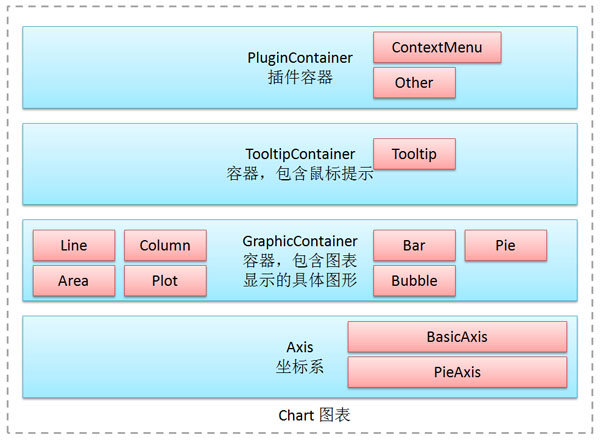 PluginContainer
插件容器
ContextMenu
Other
TooltipContainer
容器，包含鼠标提示
Tooltip
Line
Column
Area
Plot
GraphicContainer
容器，包含图表
显示的具体图形
Bar
Pie
Bubble
Axis
坐标系
BasicAxis
PieAxis
Chart 图表